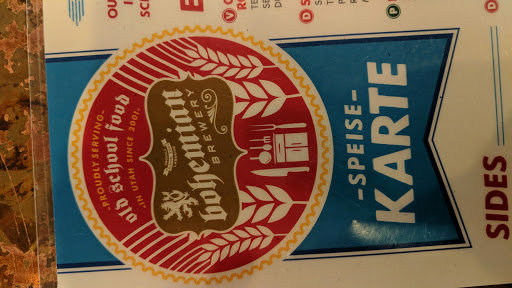 -PROUDLY SERVING-
old school food
-IN UTAH SINCE 2001-
bohemian
BREWERY
-SPEISE-
KARTE
SIDES